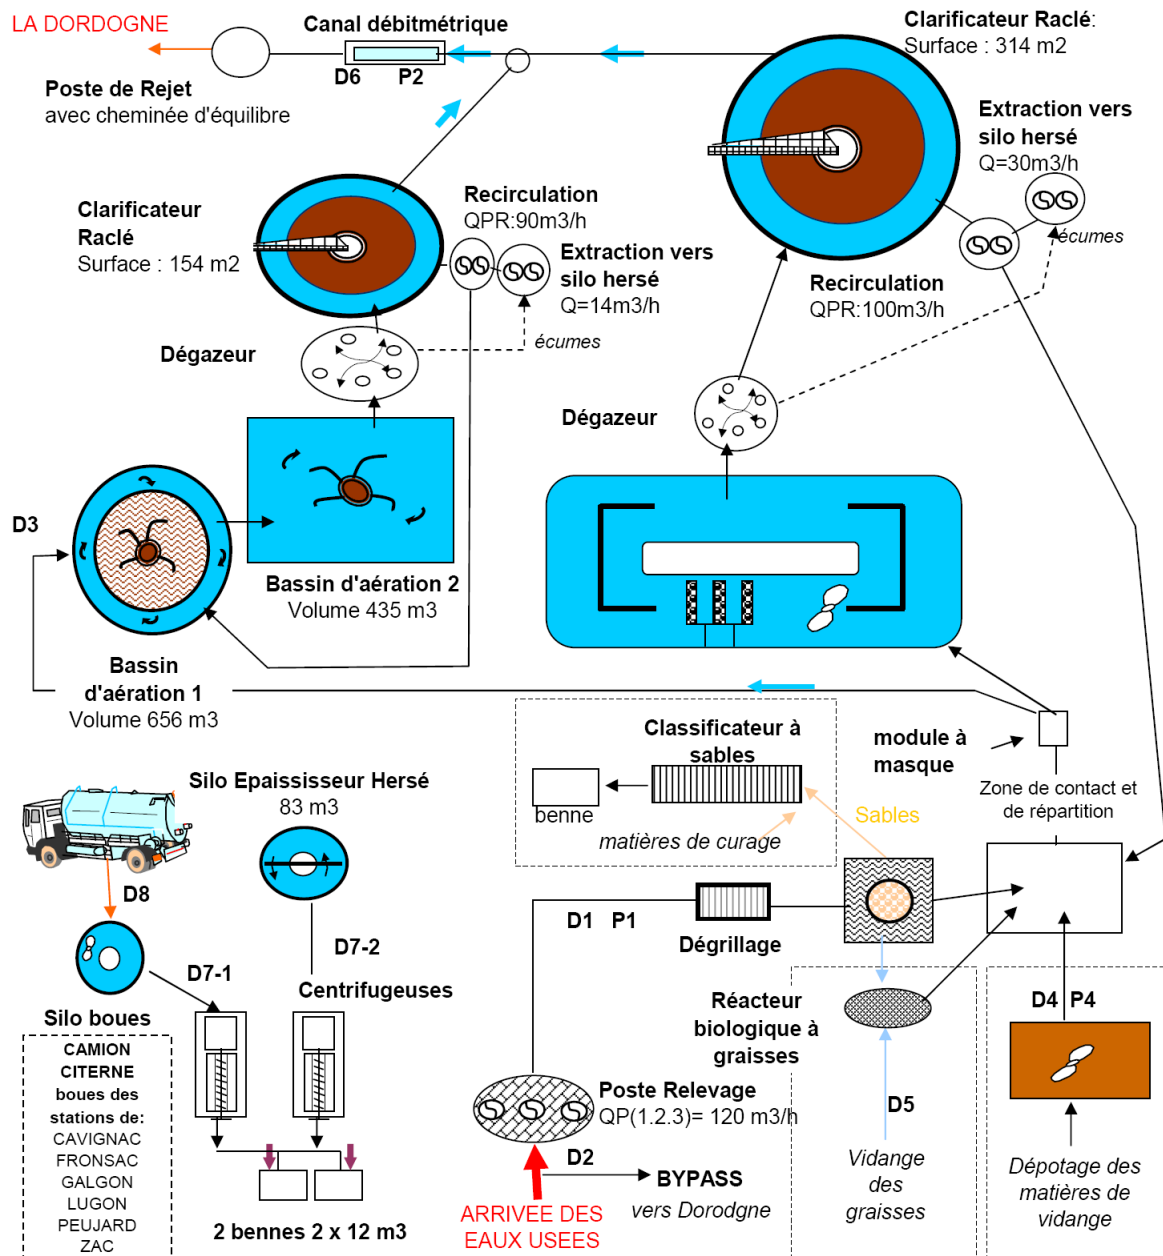 LA DORDOGNE
Canal débitmétrique
D6
P2
Poste de Rejet
avec cheminée d'équilibre
Clarificateur Raclé:
Surface : 314 m2
Extraction vers
silo hersé
Q=30m3/h
écumes
Recirculation
QPR:100m3/h
Clarificateur
Raclé
Surface : 154 m2
Recirculation
QPR:90m3/h
Extraction vers
silo hersé
Q=14m3/h
écumes
Dégazeur
Dégazeur
D3
Bassin d'aération 2
Volume 435 m3
Bassin
d'aération 1
Volume 656 m3
Classificateur à
sables
benne
matières de curage
Sables
module à
masque
Zone de contact et
de répartition
Silo Epaississeur Hersé
83 m3
D8
D7-1
D7-2
Centrifugeuses
Silo boues
CAMION
CITERNE
boues des
stations de:
CAVIGNAC
FRONSAC
GALGON
LUGON
PEUJARD
ZAC
2 bennes 2 x 12 m3
D1
P1
Dégrillage
Réacteur
biologique à
graisses
Poste Relevage
QP(1.2.3)= 120 m3/h
D2
BYPASS
vers Dorodgne
ARRIVEE DES
EAUX USEES
D5
Vidange
des
graisses
D4
P4
Dépotage des
matières de
vidange